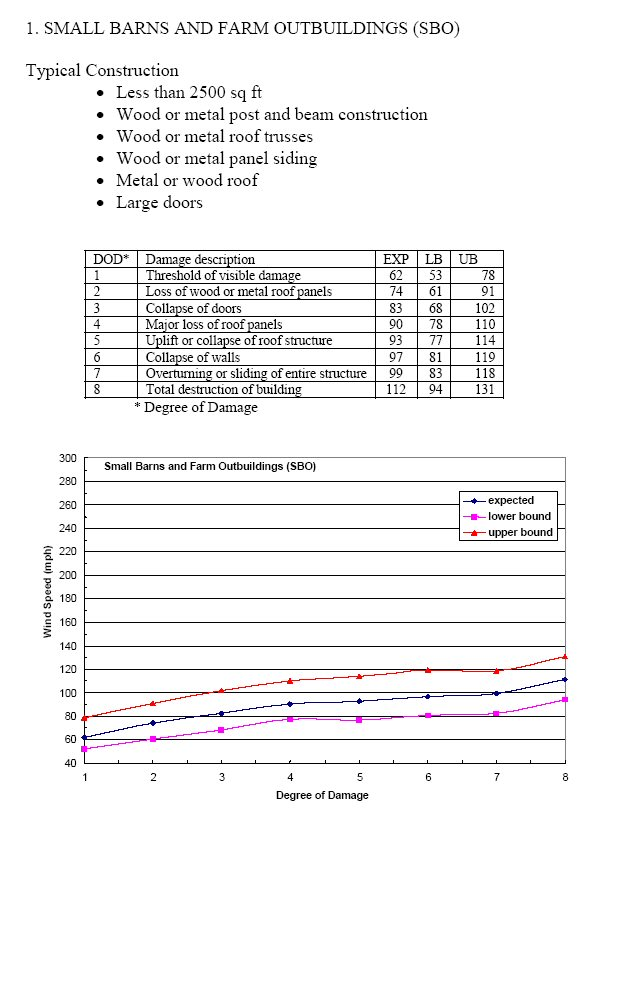 1. SMALL BARNS AND FARM OUTBUILDINGS (SBO)
Typical Construction
• Less than 2500 sq ft
• Wood or metal post and beam construction
• Wood or metal roof trusses
• Wood or metal panel siding
• Metal or wood roof
• Large doors
DOD* Damage description EXP LB UB
1 Threshold of visible damage 62 53 78
2 Loss of wood or metal roof panels 74 61 91
3 Collapse of doors 83 68 102
4 Major loss of roof panels 90 78 110
5 Uplift or collapse of roof structure 93 77 114
6 Collapse of walls 97 81 119
7 Overturning or sliding of entire structure 99 83 118
8 Total destruction of building 112 94 131
* Degree of Damage
Small Barns and Farm Outbuildings (SBO)
expected
lower bound
upper bound
Wind Speed (mph)
300
280
260
240
220
200
180
160
140
120
100
80
60
40
1 2 3 4 5 6 7 8
Degree of Damage